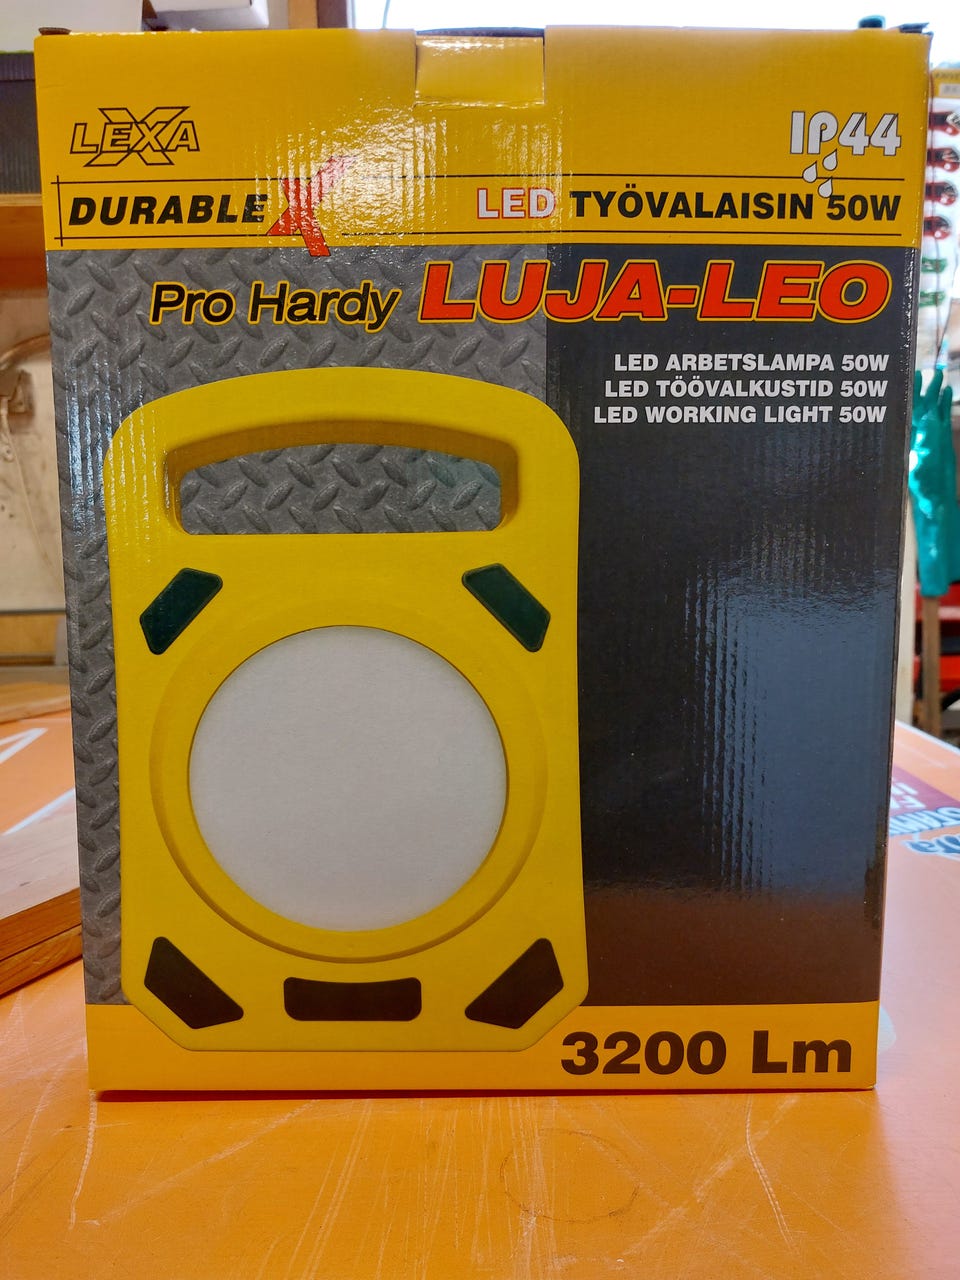 LEXA
IP44
DURABLE X
LED TYÖVALAISIN 50W
Pro Hardy LUJA-LEO
LED ARBETSLAMPA 50W
LED TÖÖVALKUSTID 50W
LED WORKING LIGHT 50W
3200 Lm